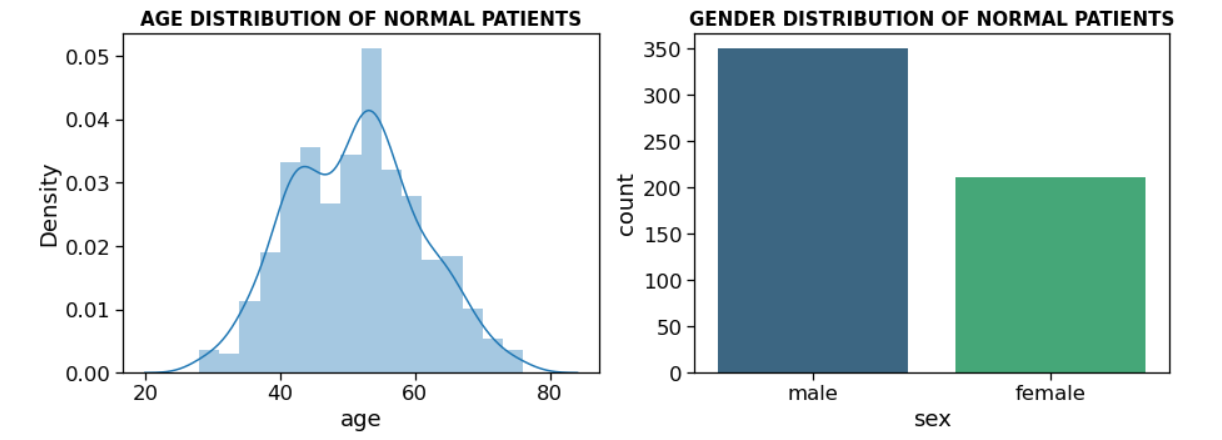 AGE DISTRIBUTION OF NORMAL PATIENTS
0.05
0.04
0.03
0.02
0.01
0.00
Density
20 40 60 80
age
GENDER DISTRIBUTION OF NORMAL PATIENTS
350
300
250
200
150
100
50
0
count
male female
sex